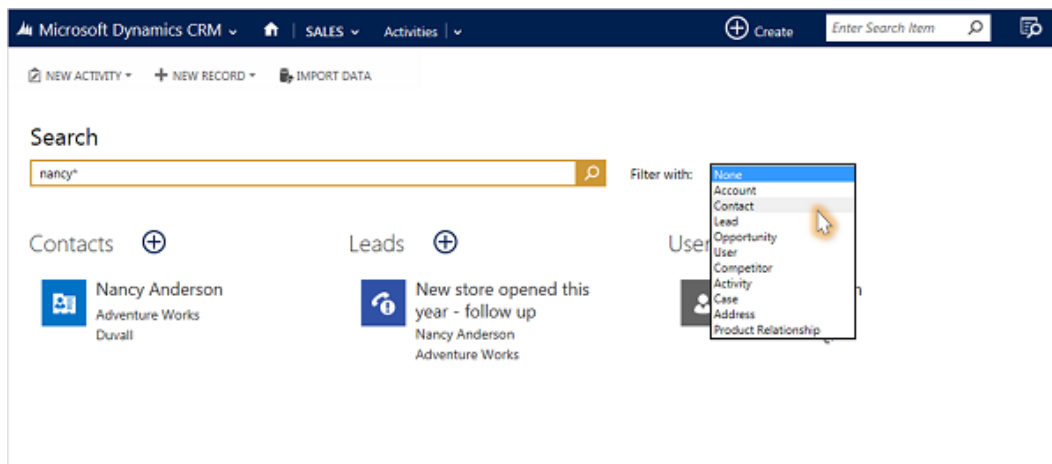 Microsoft Dynamics CRM SALES Activities Create Enter Search Item
NEW ACTIVITY NEW RECORD IMPORT DATA
Search
nancy*
Filter with:
None
Account
Contact
Lead
Opportunity
User
Competitor
Activity
Case
Address
Product Relationship
Contacts
Nancy Anderson
Adventure Works
Duvall
Leads
New store opened this
year - follow up
Nancy Anderson
Adventure Works
User